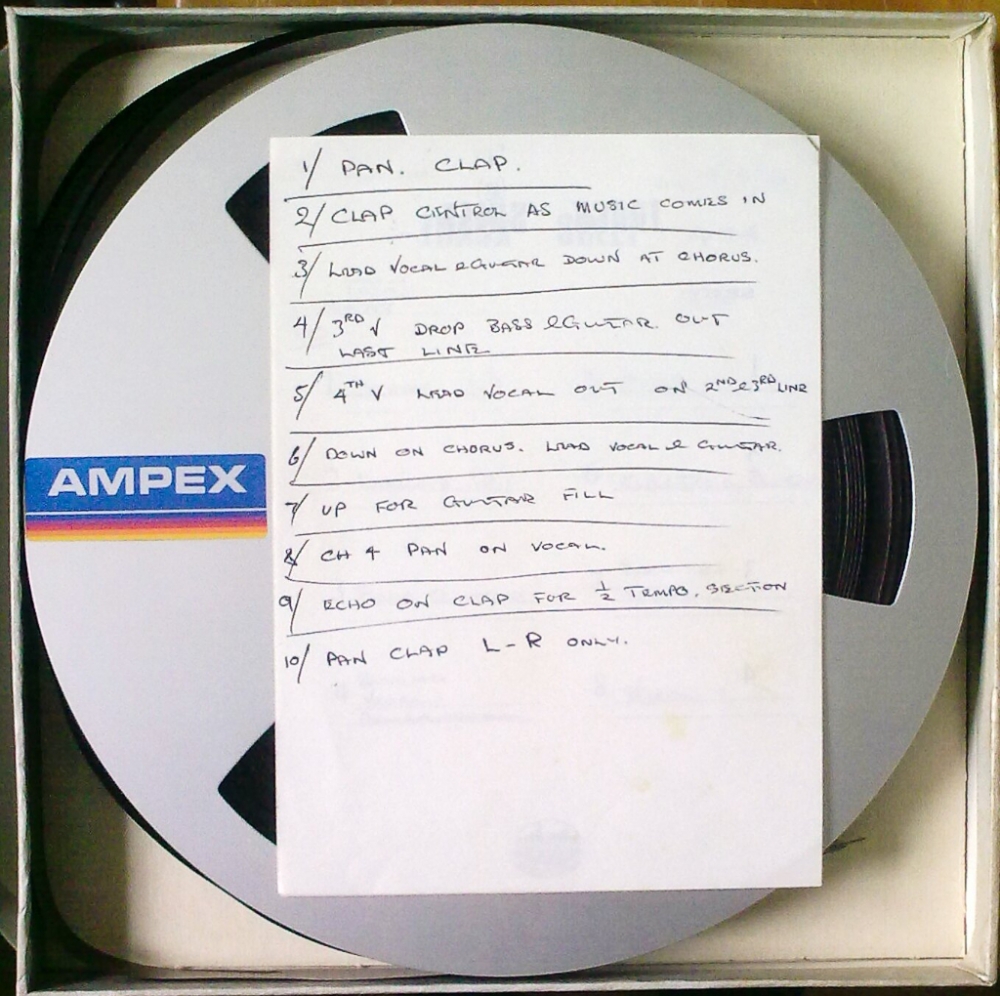 AMPEX
1/ PAN. CLAP.
2/ CLAP CONTROL AS MUSIC COMES IN
3/ LEAD VOCAL & GUITAR DOWN AT CHORUS.
4/ 3RD V DROP BASS & GUITAR. OUT
LAST LINE
5/ 4TH V LEAD VOCAL OUT ON 2ND & 3RD LINE
6/ DOWN ON CHORUS. LEAD VOCAL & GUITAR.
7/ UP FOR GUITAR FILL
8/ CH 4 PAN ON VOCAL.
9/ ECHO ON CLAP FOR ½ TEMPO. SECTION
10/ PAN CLAP L-R ONLY.